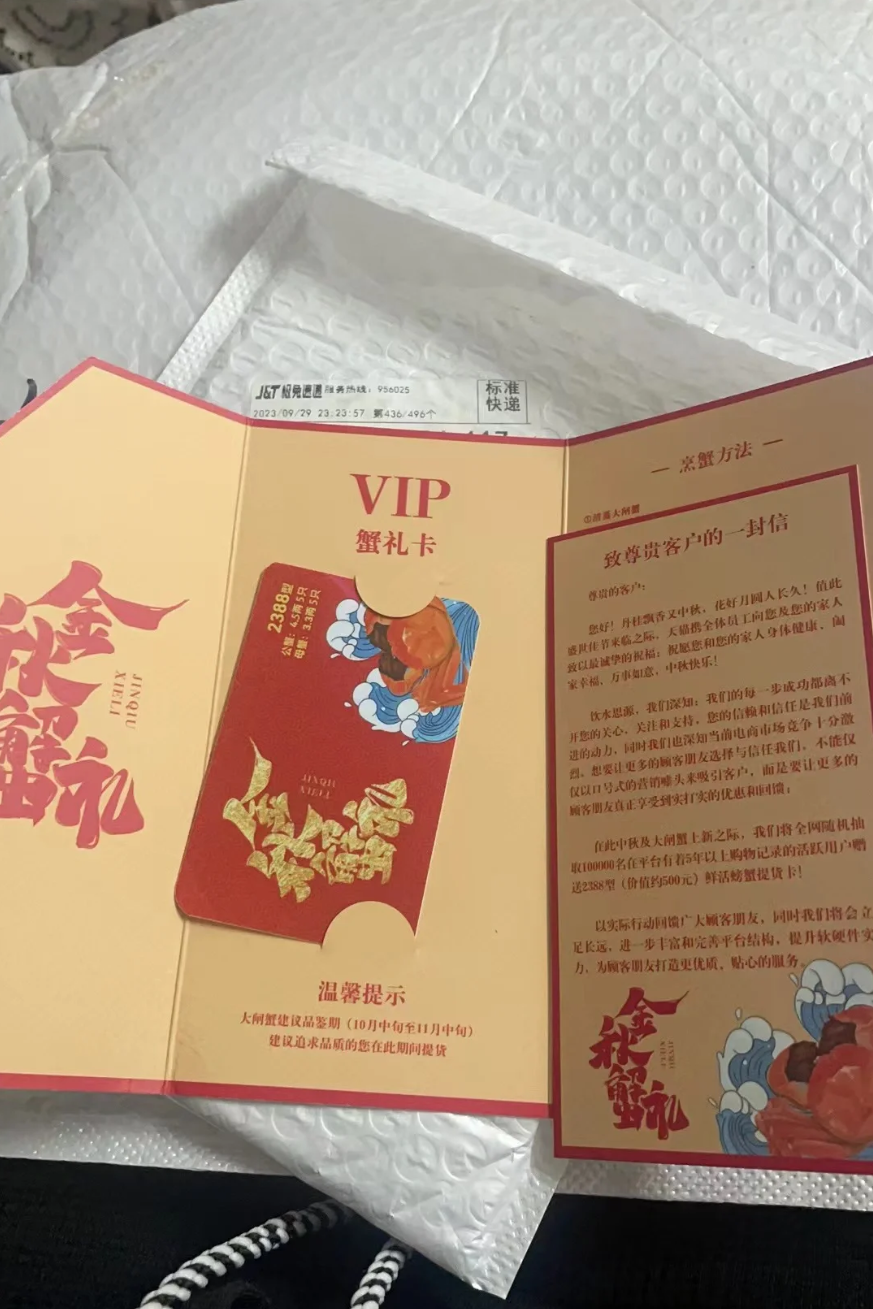 J&T 极兔速递 服务热线：956025
标准
快递
2023/09/29 23:23:57 第436/496个
金秋蟹礼
JINQIU
XIELI
VIP
蟹礼卡
2388型
公蟹：4.5两 5只
母蟹：3.3两 5只
金秋蟹礼
JINQIU
XIELI
温馨提示
大闸蟹建议品鉴期（10月中旬至11月中旬）
建议追求品质的您在此期间提货
— 烹蟹方法 —
①清蒸大闸蟹
致尊贵客户的一封信
尊贵的客户：
您好！丹桂飘香又中秋，花好月圆人长久！值此
盛世佳节来临之际，天猫携全体员工向您及您的家人
致以最诚挚的祝福：祝愿您和您的家人身体健康、阖
家幸福、万事如意，中秋快乐！
饮水思源，我们深知：我们的每一步成功都离不
开您的关心，关注和支持，您的信赖和信任是我们前
进的动力，同时我们也深知当前电商市场竞争十分激
烈。想要让更多的顾客朋友选择与信任我们，不能仅
仅以口号式的营销噱头来吸引客户，而是要让更多的
顾客朋友真正享受到实打实的优惠和回馈；
在此中秋及大闸蟹上新之际，我们将全网随机抽
取100000名在平台有着5年以上购物记录的活跃用户赠
送2388型（价值约500元）鲜活螃蟹提货卡！
以实际行动回馈广大顾客朋友，同时我们将会立
足长远，进一步丰富和完善平台结构，提升软硬件实
力，为顾客朋友打造更优质、贴心的服务。
金秋蟹礼
JINQIU
XIELI